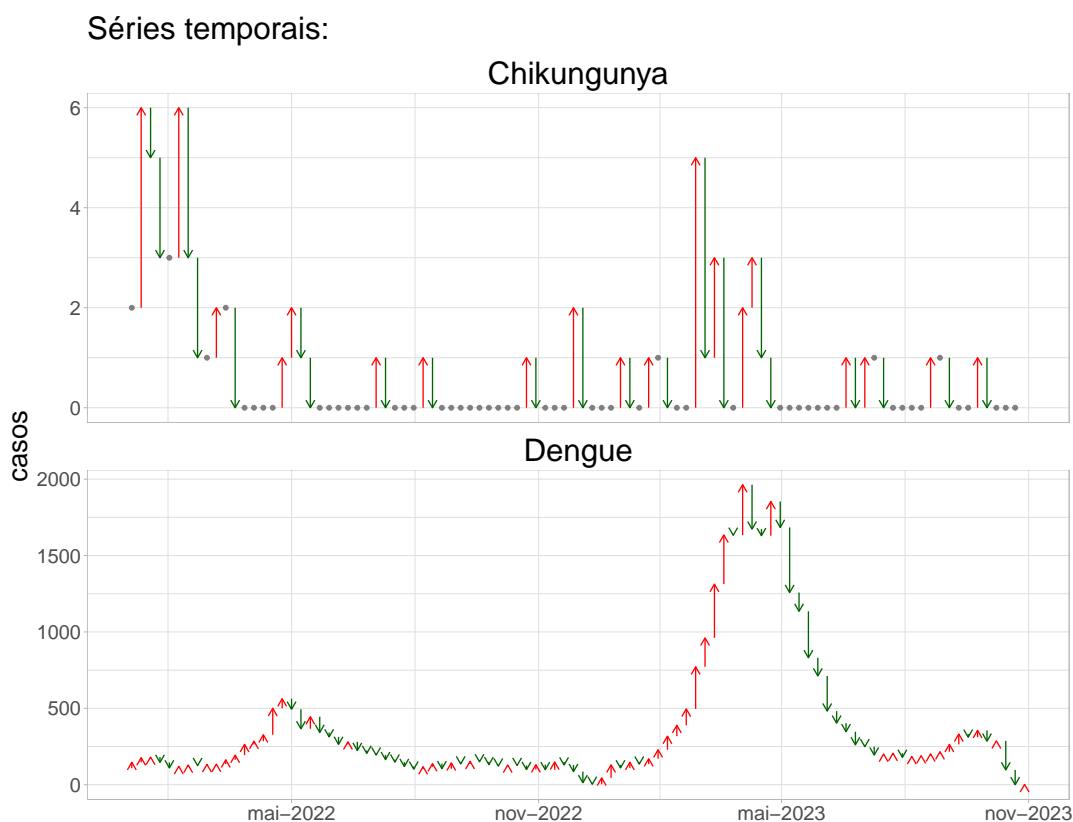 Séries temporais:
Chikungunya
6
4
2
0
casos
Dengue
2000
1500
1000
500
0
mai−2022 nov−2022 mai−2023 nov−2023